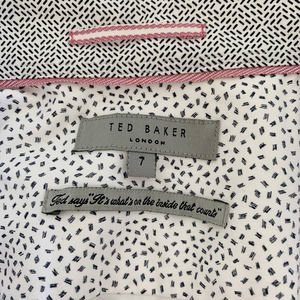 TED BAKER
LONDON
7
Ted says "It's what's on the inside that counts"